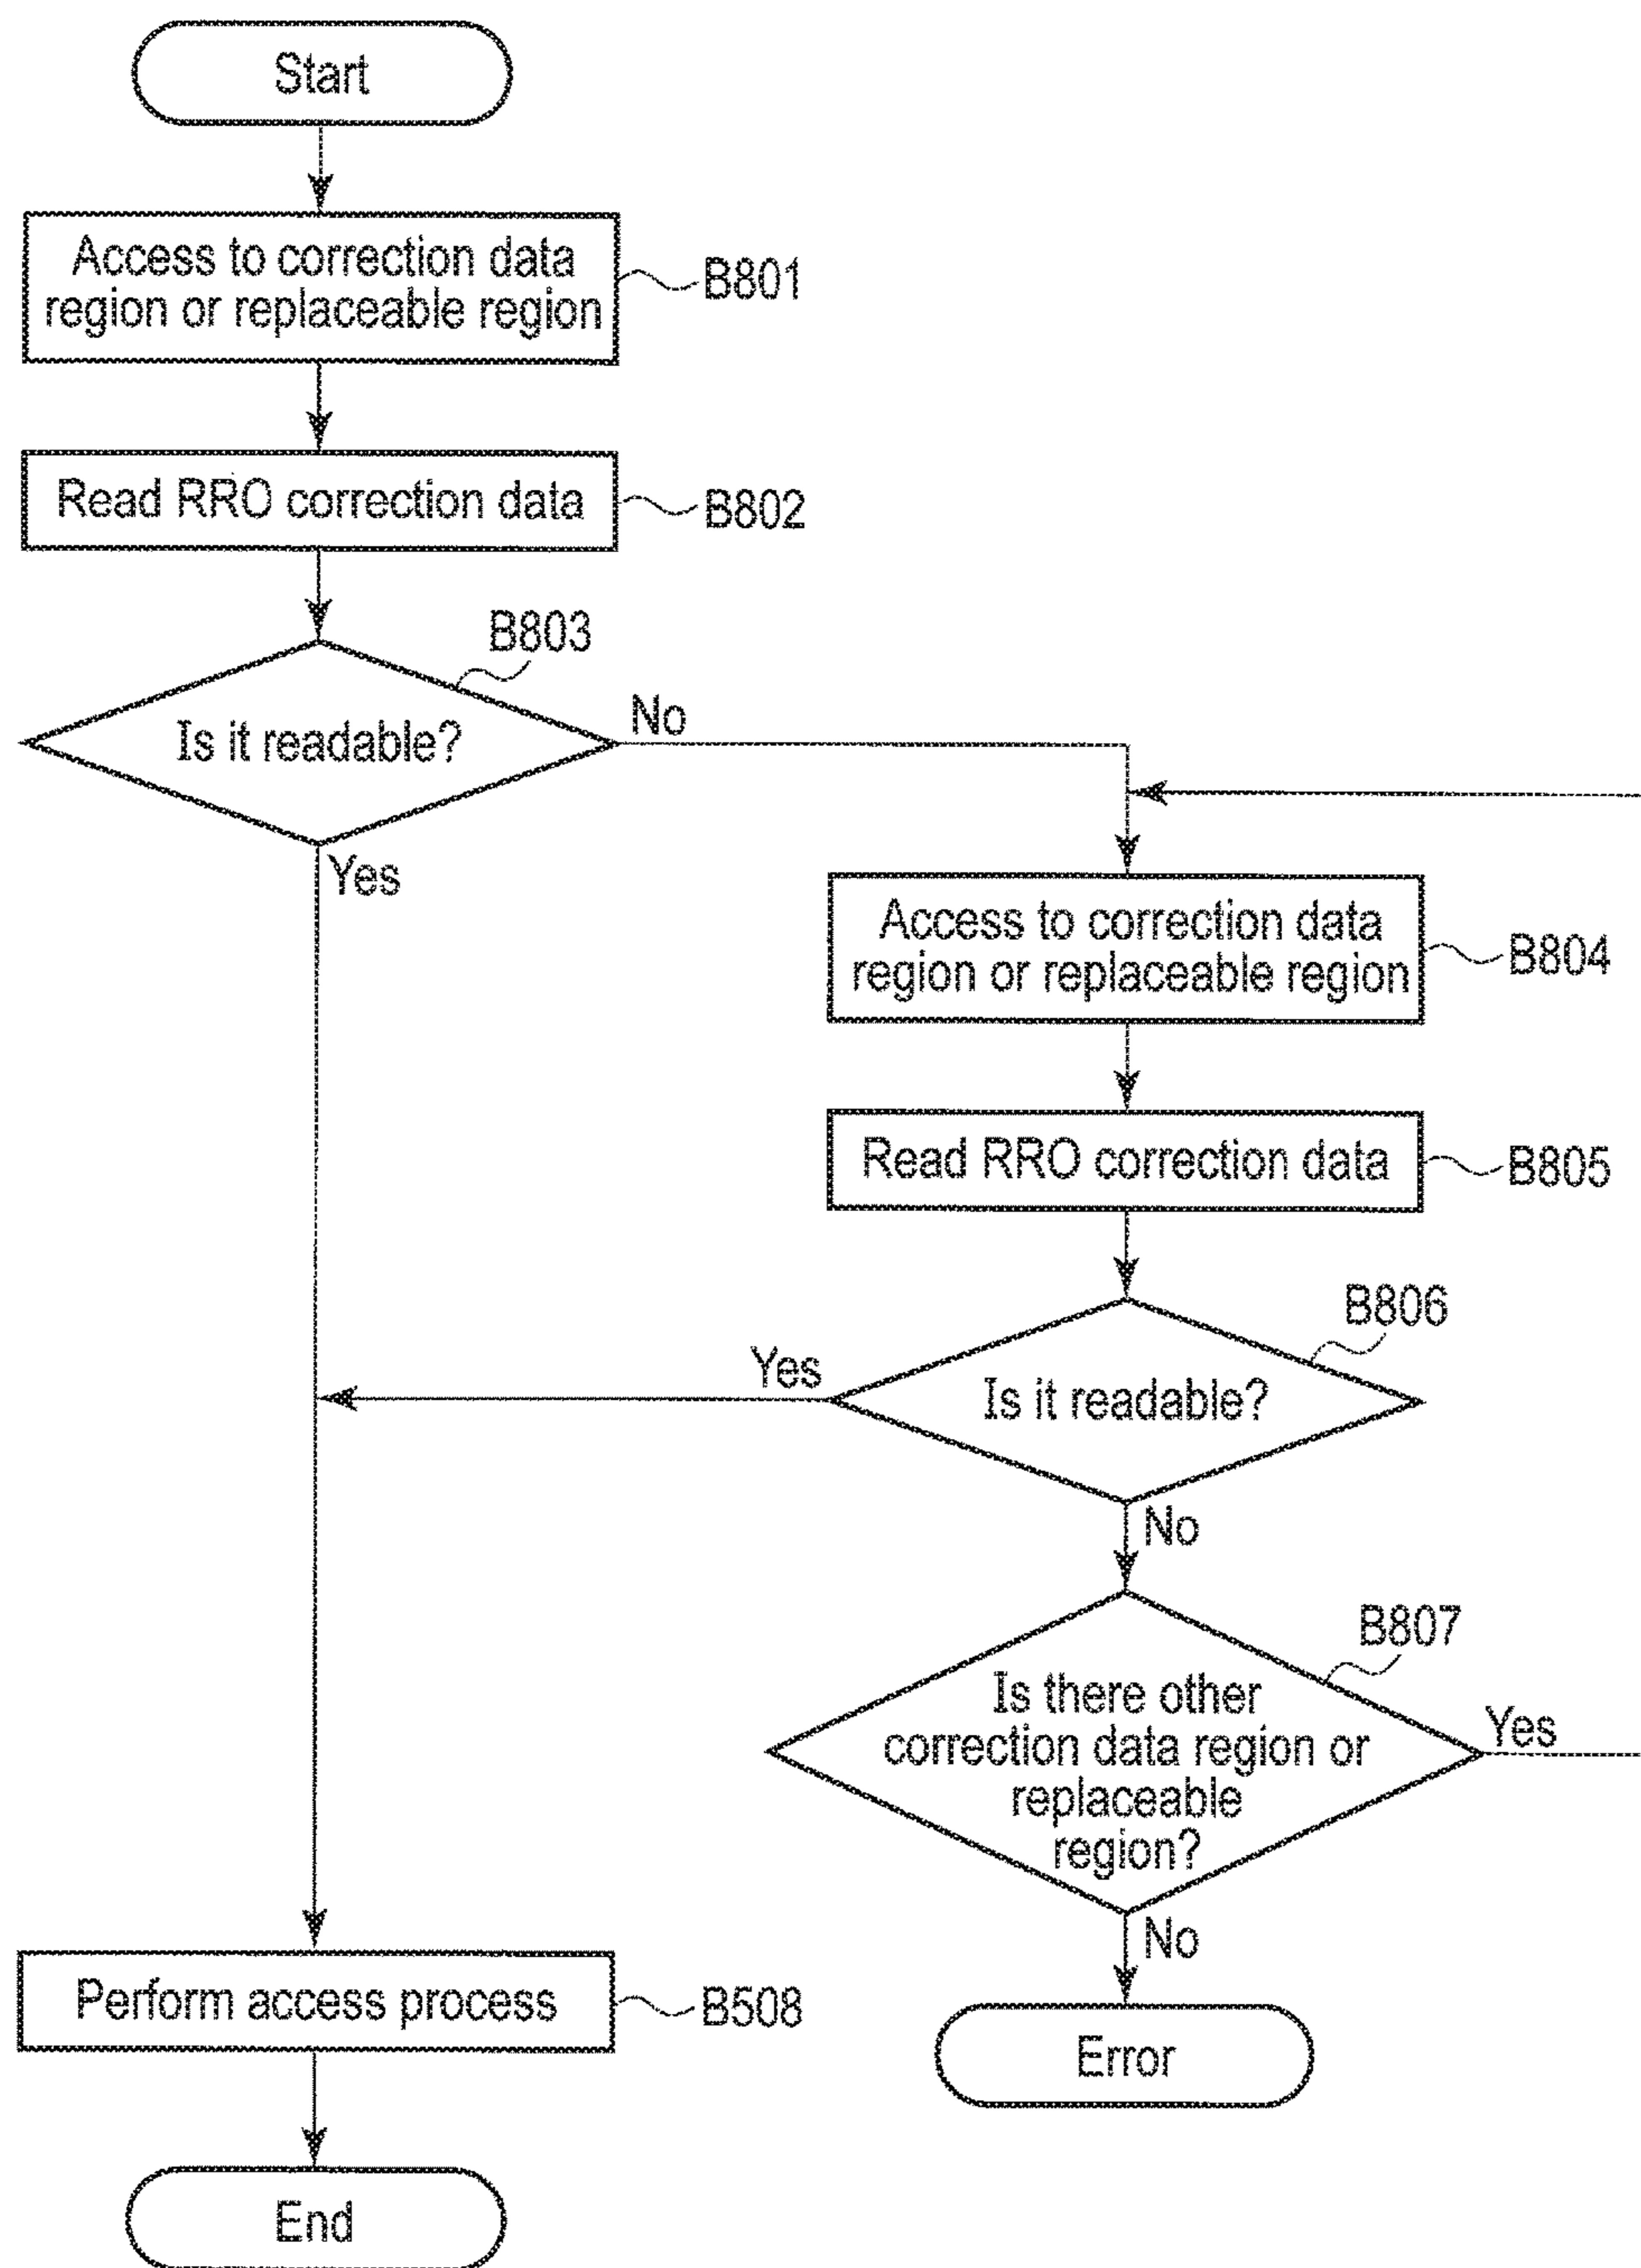 Start
Access to correction data
region or replaceable region
B801
Read RRO correction data
B802
B803
Is it readable?
No
Yes
Access to correction data
region or replaceable region
B804
Read RRO correction data
B805
B806
Yes
Is it readable?
No
B807
Is there other
correction data region or
replaceable
region?
Yes
No
Perform access process
B508
Error
End